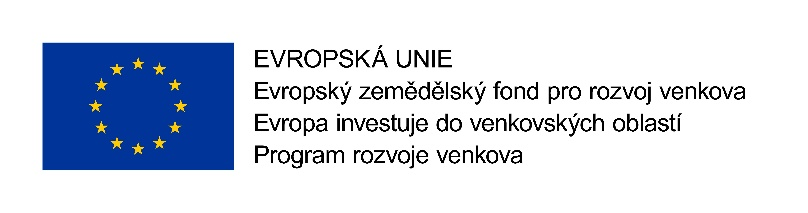 EVROPSKÁ UNIE
Evropský zemědělský fond pro rozvoj venkova
Evropa investuje do venkovských oblastí
Program rozvoje venkova